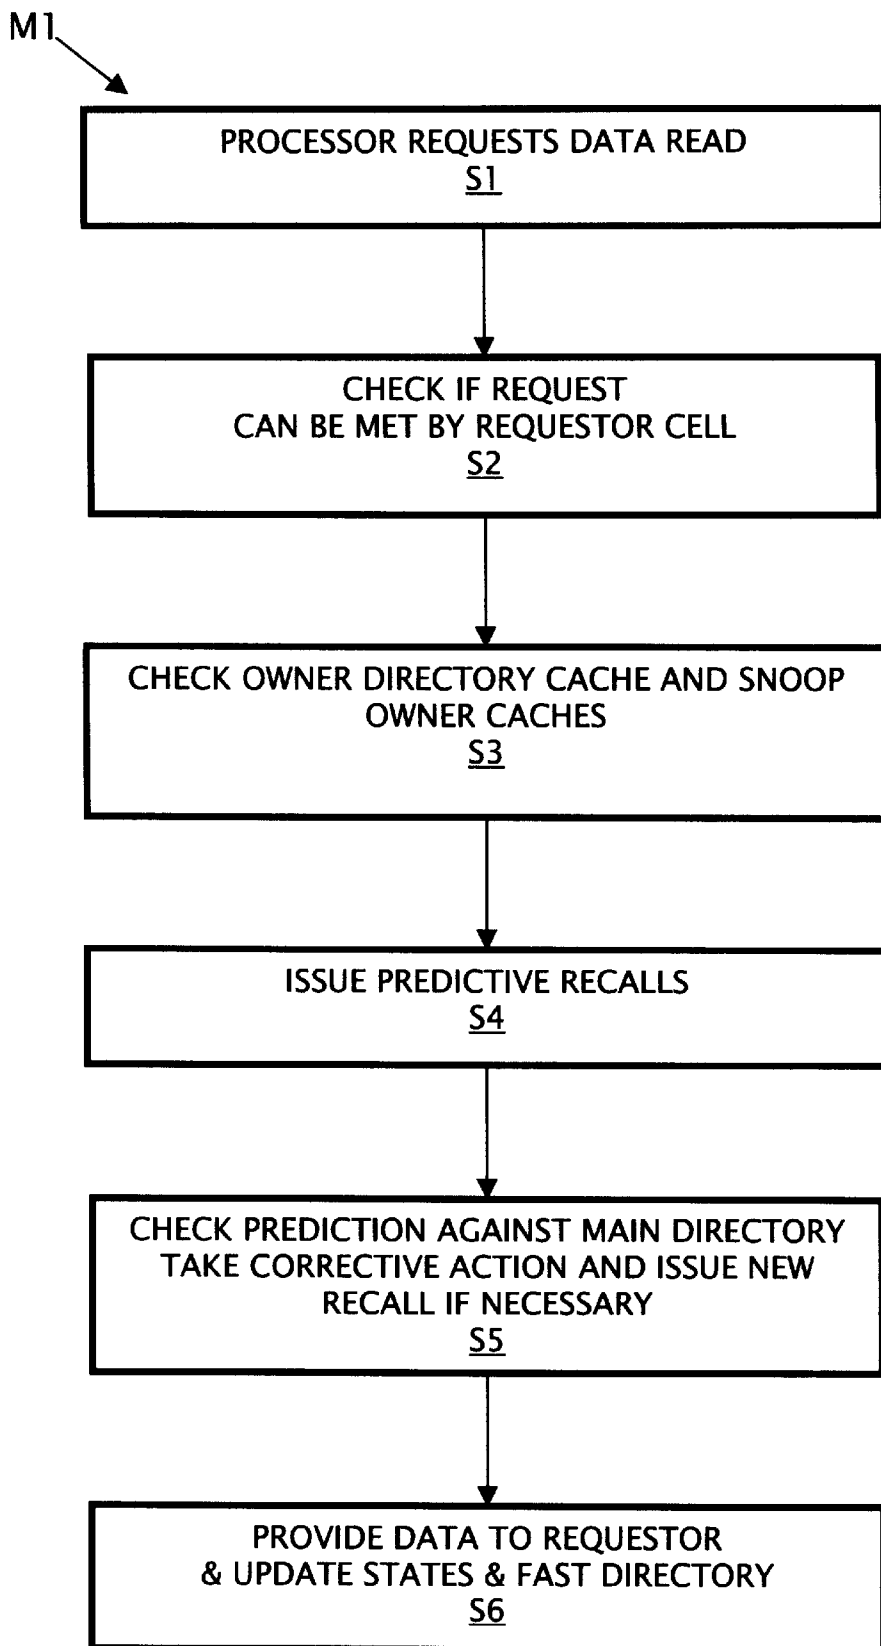 M1
PROCESSOR REQUESTS DATA READ
S1
CHECK IF REQUEST
CAN BE MET BY REQUESTOR CELL
S2
CHECK OWNER DIRECTORY CACHE AND SNOOP
OWNER CACHES
S3
ISSUE PREDICTIVE RECALLS
S4
CHECK PREDICTION AGAINST MAIN DIRECTORY
TAKE CORRECTIVE ACTION AND ISSUE NEW
RECALL IF NECESSARY
S5
PROVIDE DATA TO REQUESTOR
& UPDATE STATES & FAST DIRECTORY
S6